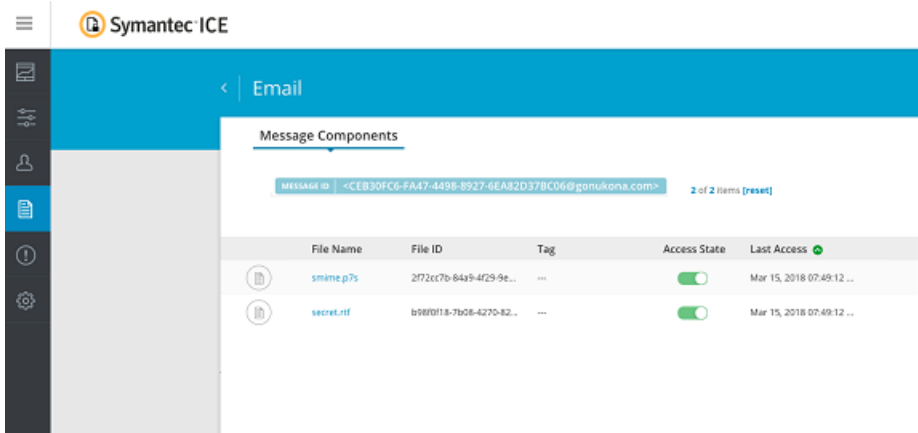 Symantec ICE
Email
Message Components
MESSAGE ID <CEB30FC6-FA47-4498-8927-6EA82D37BC06@gonukona.com> 2 of 2 items [reset]
File Name File ID Tag Access State Last Access
smime.p7s 2f72cc7b-84a9-4f29-9e... --- Mar 15, 2018 07:49:12 ...
secret.rtf b98f0f18-7b08-4270-82... --- Mar 15, 2018 07:49:12 ...